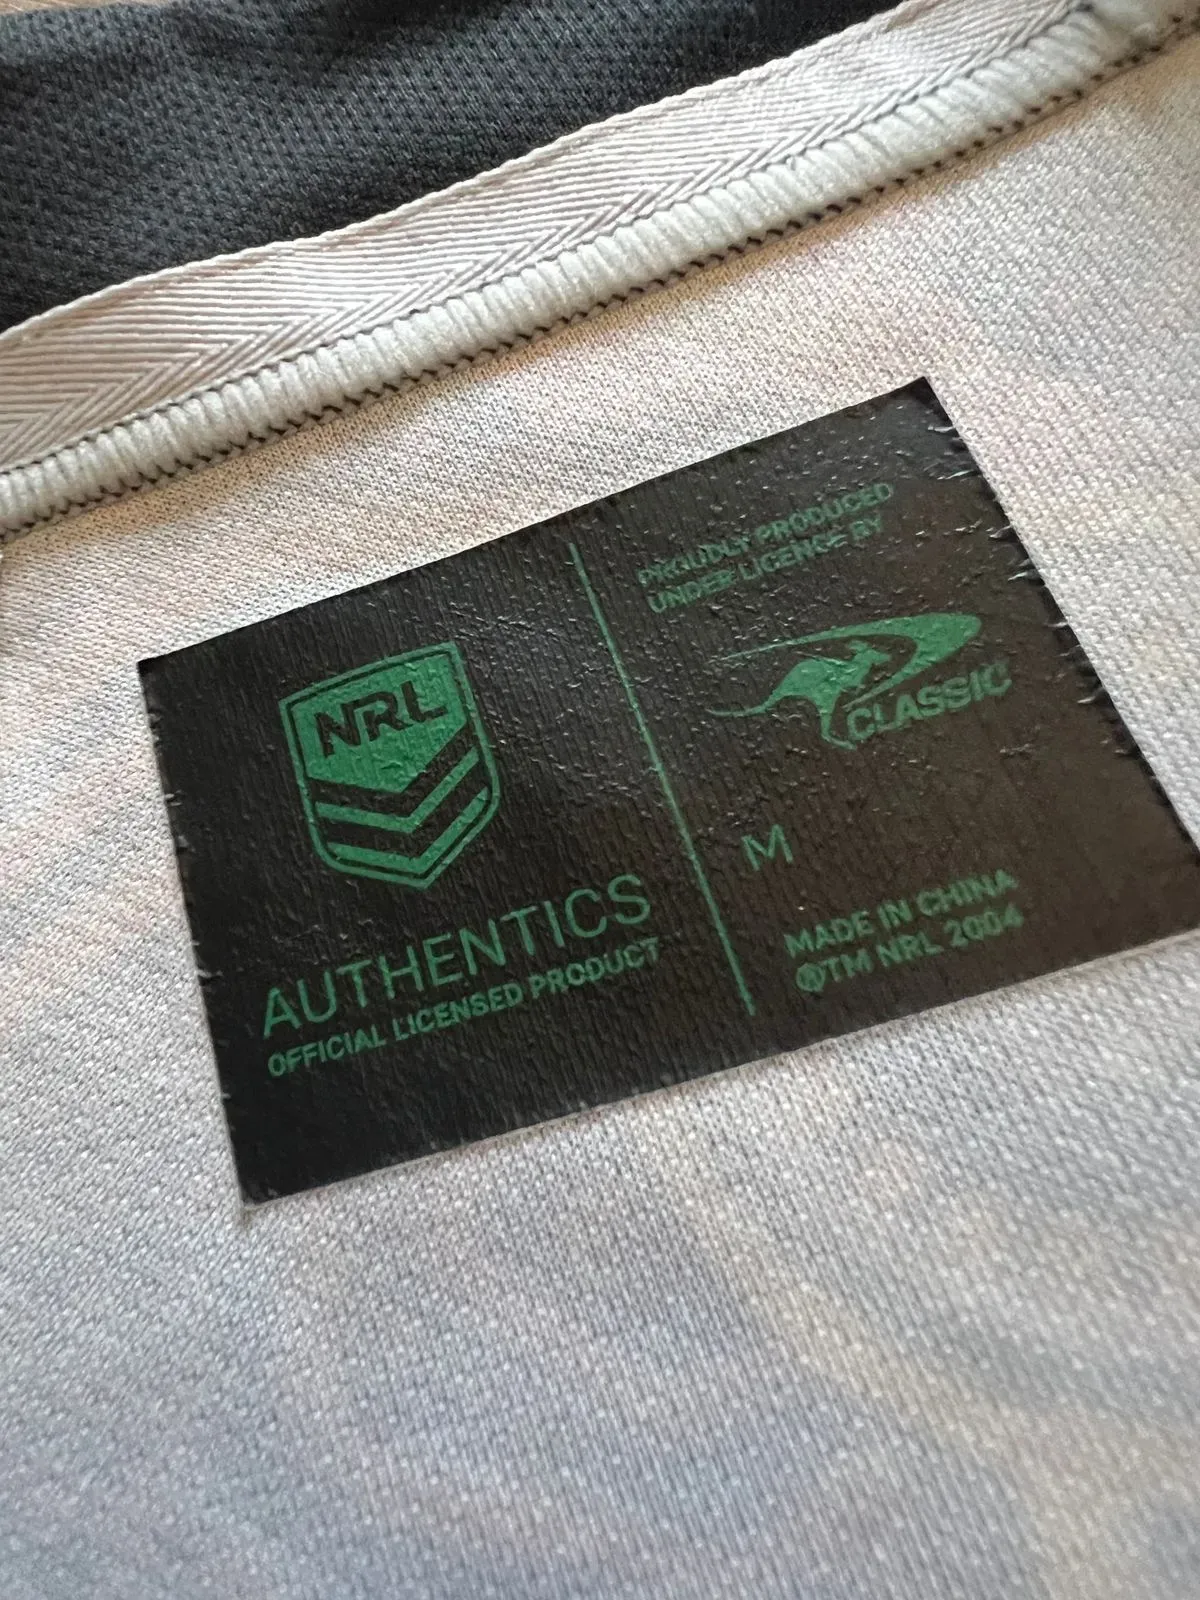 NRL
AUTHENTICS
OFFICIAL LICENSED PRODUCT
PROUDLY PRODUCED
UNDER LICENCE BY
CLASSIC
M
MADE IN CHINA
®TM NRL 2004